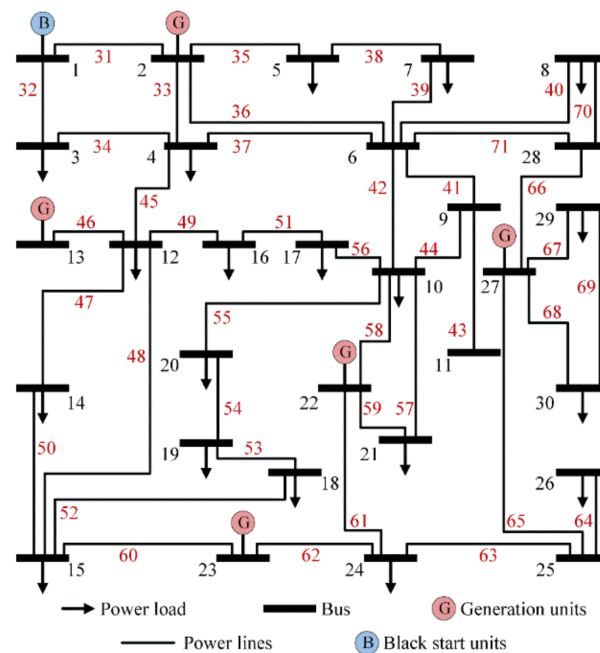 B G
31 35 38
1 2 5 7 8
32 33 39 40
36 70
34 37 71
3 4 6 28
42 41 66
45
G 46 49 51 9 29
G
13 12 16 17 56 44 67
10 27
47 55 58 68 69
48 43
20 G 11
14 22 30
54 59 57
50 19 53 21 26
18
52 G 61 65 64
60 62 63
15 23 24 25
Power load Bus G Generation units
Power lines B Black start units